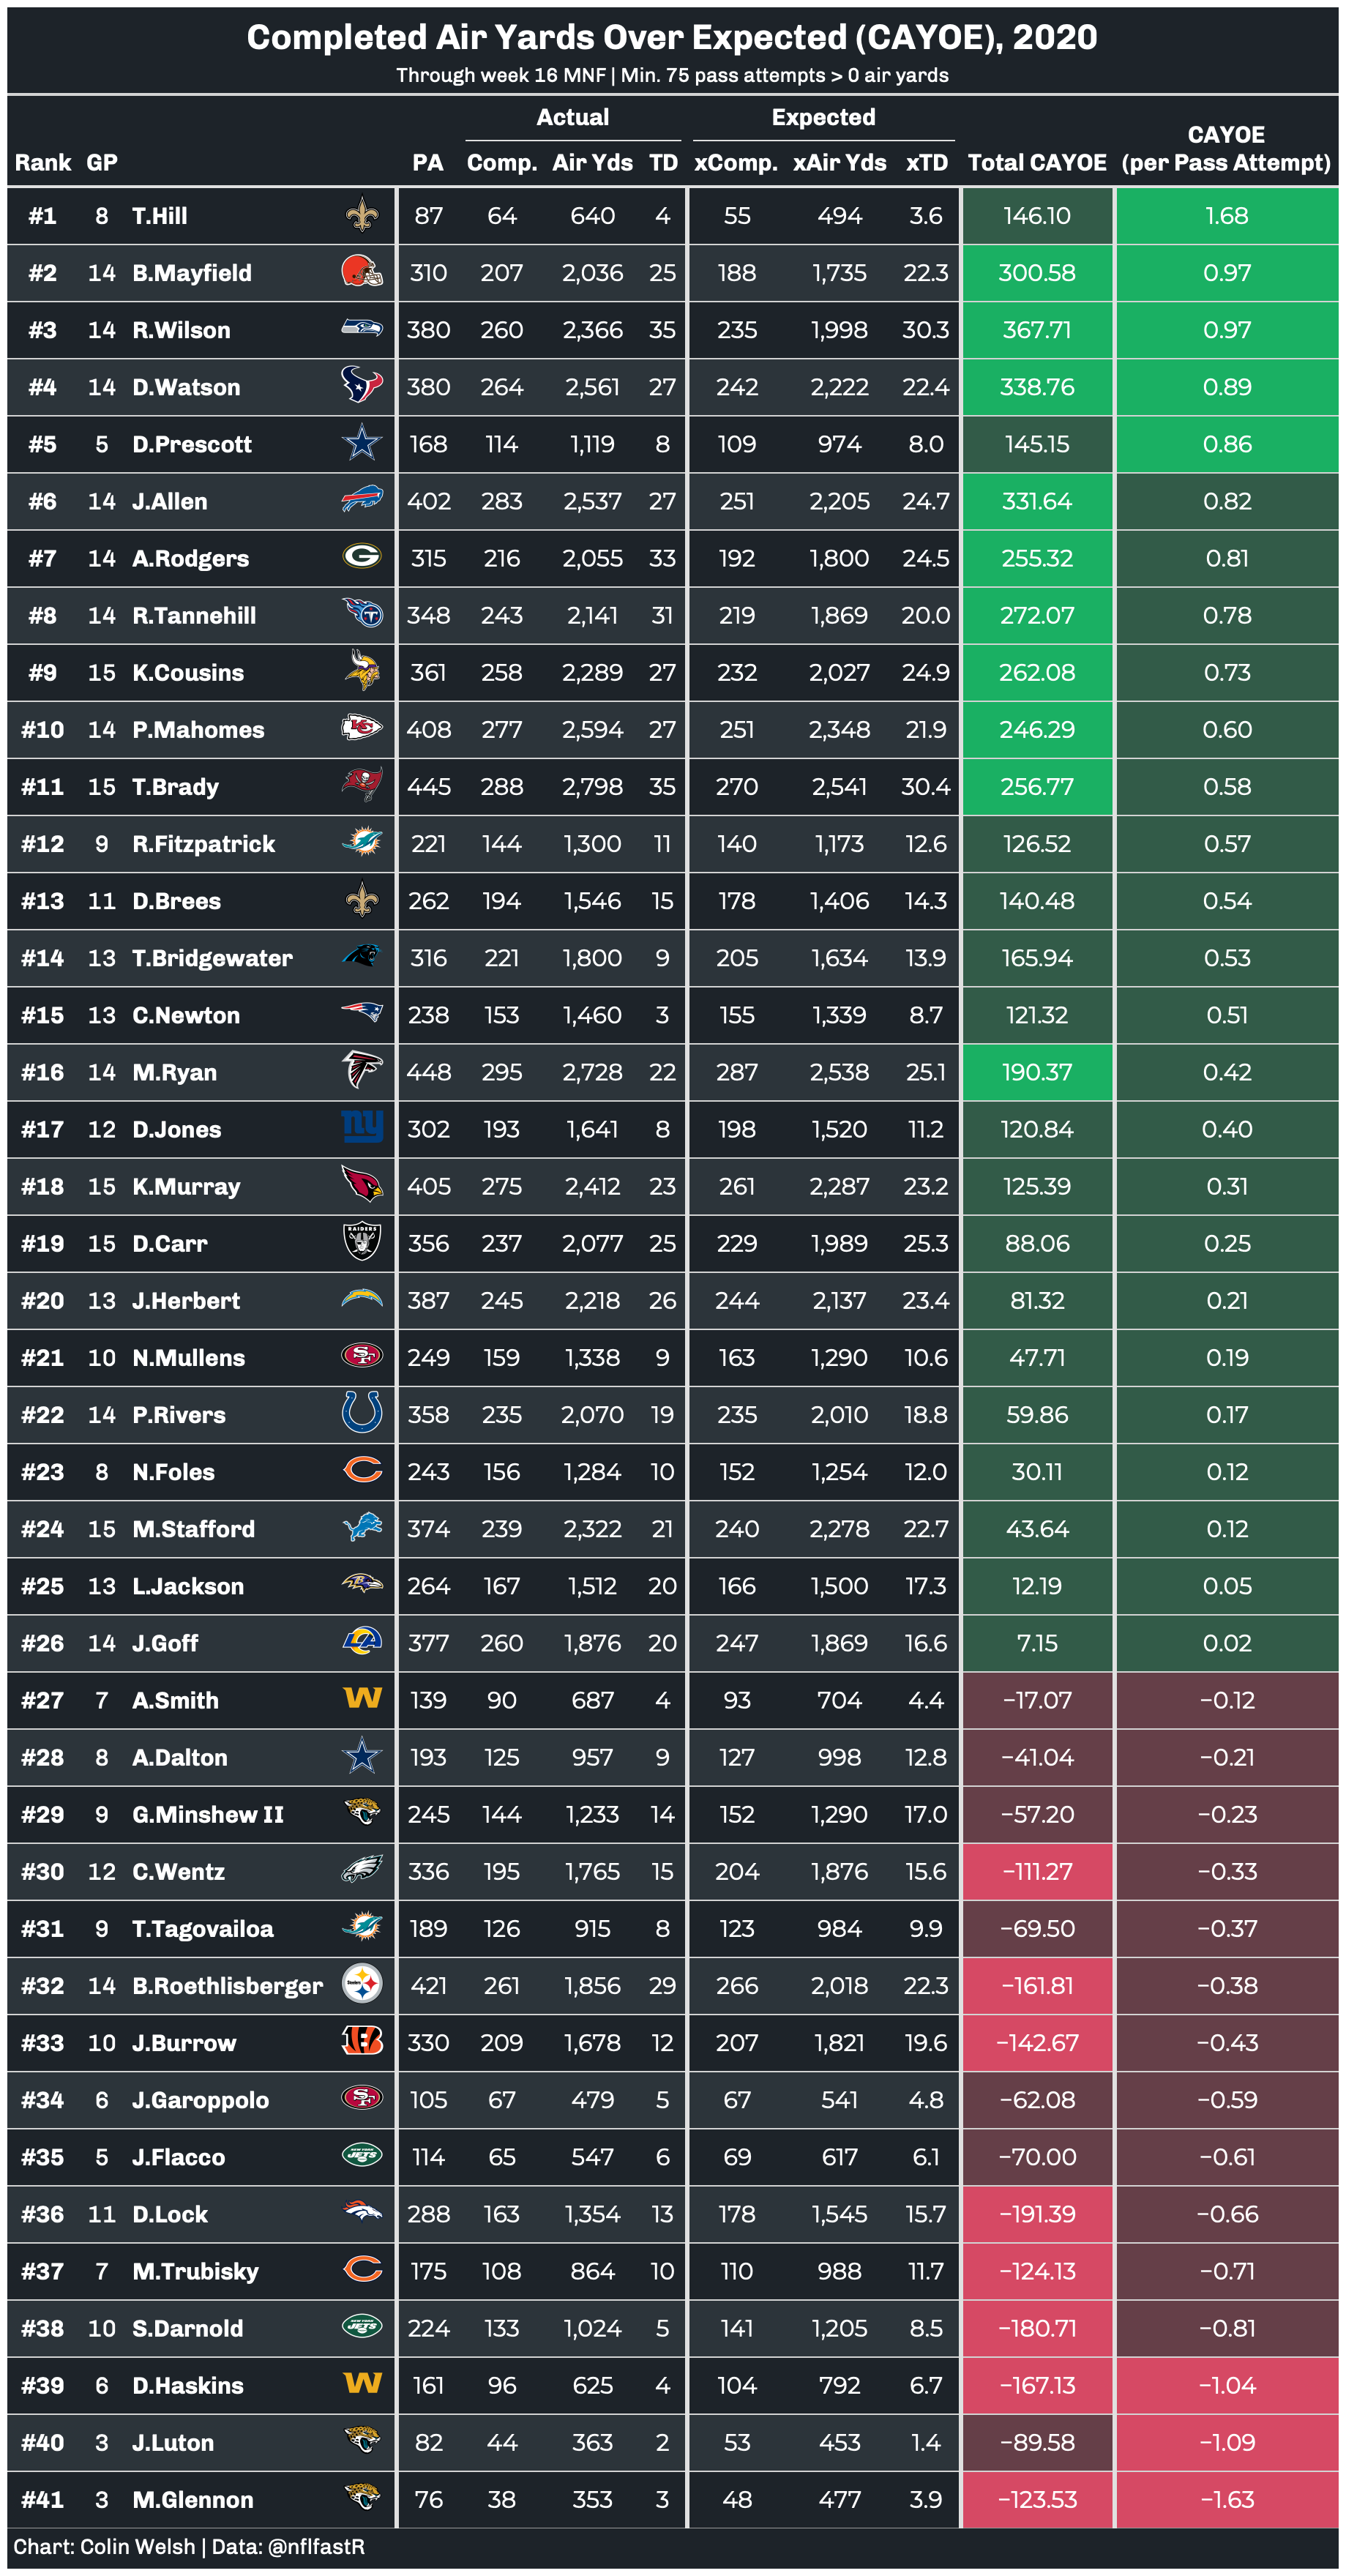 Completed Air Yards Over Expected (CAYOE), 2020
Through week 16 MNF | Min. 75 pass attempts > 0 air yards
Actual Expected
Rank GP PA Comp. Air Yds TD xComp. xAir Yds xTD Total CAYOE CAYOE (per Pass Attempt)
#1 8 T.Hill 87 64 640 4 55 494 3.6 146.10 1.68
#2 14 B.Mayfield 310 207 2,036 25 188 1,735 22.3 300.58 0.97
#3 14 R.Wilson 380 260 2,366 35 235 1,998 30.3 367.71 0.97
#4 14 D.Watson 380 264 2,561 27 242 2,222 22.4 338.76 0.89
#5 5 D.Prescott 168 114 1,119 8 109 974 8.0 145.15 0.86
#6 14 J.Allen 402 283 2,537 27 251 2,205 24.7 331.64 0.82
#7 14 A.Rodgers G 315 216 2,055 33 192 1,800 24.5 255.32 0.81
#8 14 R.Tannehill T 348 243 2,141 31 219 1,869 20.0 272.07 0.78
#9 15 K.Cousins 361 258 2,289 27 232 2,027 24.9 262.08 0.73
#10 14 P.Mahomes KC 408 277 2,594 27 251 2,348 21.9 246.29 0.60
#11 15 T.Brady 445 288 2,798 35 270 2,541 30.4 256.77 0.58
#12 9 R.Fitzpatrick 221 144 1,300 11 140 1,173 12.6 126.52 0.57
#13 11 D.Brees 262 194 1,546 15 178 1,406 14.3 140.48 0.54
#14 13 T.Bridgewater 316 221 1,800 9 205 1,634 13.9 165.94 0.53
#15 13 C.Newton 238 153 1,460 3 155 1,339 8.7 121.32 0.51
#16 14 M.Ryan 448 295 2,728 22 287 2,538 25.1 190.37 0.42
#17 12 D.Jones ny 302 193 1,641 8 198 1,520 11.2 120.84 0.40
#18 15 K.Murray 405 275 2,412 23 261 2,287 23.2 125.39 0.31
#19 15 D.Carr RAIDERS 356 237 2,077 25 229 1,989 25.3 88.06 0.25
#20 13 J.Herbert 387 245 2,218 26 244 2,137 23.4 81.32 0.21
#21 10 N.Mullens SF 249 159 1,338 9 163 1,290 10.6 47.71 0.19
#22 14 P.Rivers 358 235 2,070 19 235 2,010 18.8 59.86 0.17
#23 8 N.Foles C 243 156 1,284 10 152 1,254 12.0 30.11 0.12
#24 15 M.Stafford 374 239 2,322 21 240 2,278 22.7 43.64 0.12
#25 13 L.Jackson B 264 167 1,512 20 166 1,500 17.3 12.19 0.05
#26 14 J.Goff LA 377 260 1,876 20 247 1,869 16.6 7.15 0.02
#27 7 A.Smith W 139 90 687 4 93 704 4.4 −17.07 −0.12
#28 8 A.Dalton 193 125 957 9 127 998 12.8 −41.04 −0.21
#29 9 G.Minshew II 245 144 1,233 14 152 1,290 17.0 −57.20 −0.23
#30 12 C.Wentz 336 195 1,765 15 204 1,876 15.6 −111.27 −0.33
#31 9 T.Tagovailoa 189 126 915 8 123 984 9.9 −69.50 −0.37
#32 14 B.Roethlisberger Steelers 421 261 1,856 29 266 2,018 22.3 −161.81 −0.38
#33 10 J.Burrow B 330 209 1,678 12 207 1,821 19.6 −142.67 −0.43
#34 6 J.Garoppolo SF 105 67 479 5 67 541 4.8 −62.08 −0.59
#35 5 J.Flacco NEW YORK JETS 114 65 547 6 69 617 6.1 −70.00 −0.61
#36 11 D.Lock 288 163 1,354 13 178 1,545 15.7 −191.39 −0.66
#37 7 M.Trubisky C 175 108 864 10 110 988 11.7 −124.13 −0.71
#38 10 S.Darnold NEW YORK JETS 224 133 1,024 5 141 1,205 8.5 −180.71 −0.81
#39 6 D.Haskins W 161 96 625 4 104 792 6.7 −167.13 −1.04
#40 3 J.Luton 82 44 363 2 53 453 1.4 −89.58 −1.09
#41 3 M.Glennon 76 38 353 3 48 477 3.9 −123.53 −1.63
Chart: Colin Welsh | Data: @nflfastR